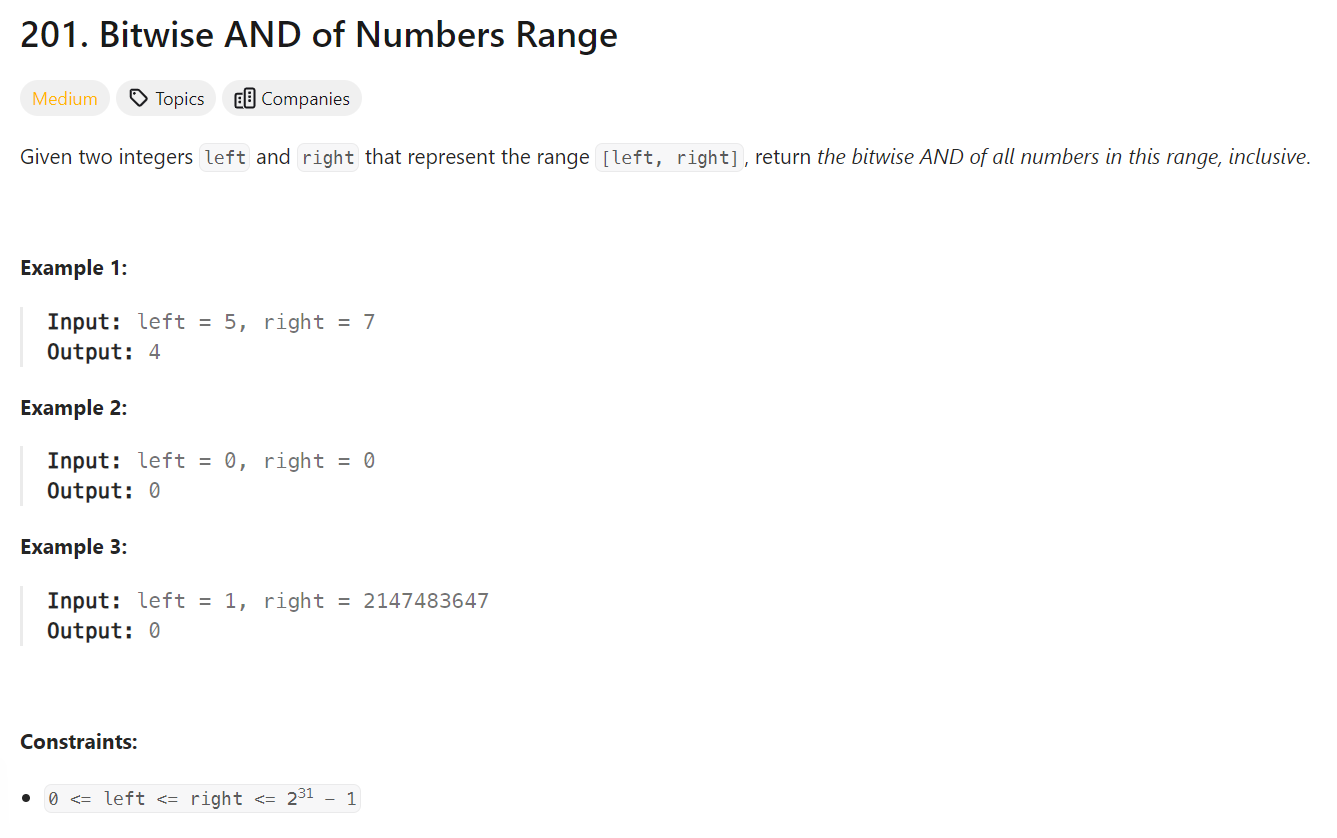 201. Bitwise AND of Numbers Range
Medium Topics Companies
Given two integers left and right that represent the range [left, right], return the bitwise AND of all numbers in this range, inclusive.
Example 1:
Input: left = 5, right = 7
Output: 4
Example 2:
Input: left = 0, right = 0
Output: 0
Example 3:
Input: left = 1, right = 2147483647
Output: 0
Constraints:
• 0 <= left <= right <= 2³¹ - 1